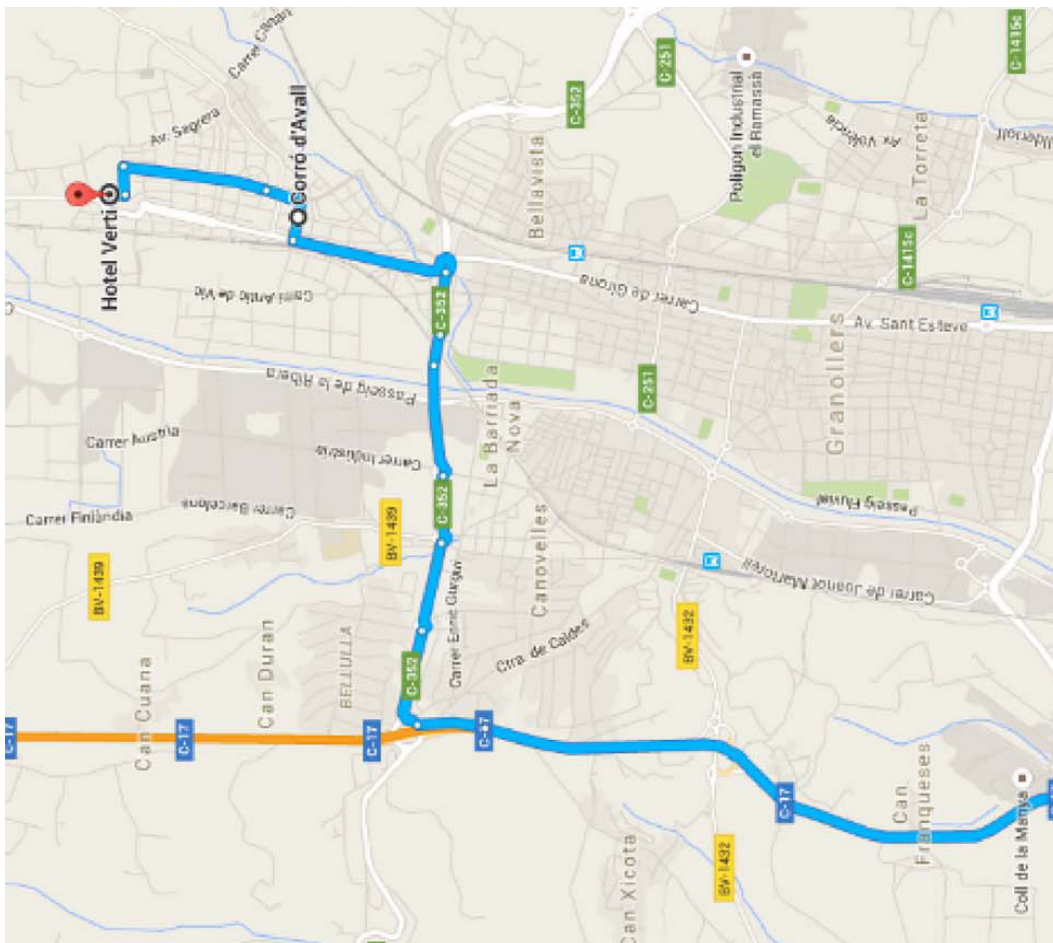 Carrer Cliftan
C-251
C-1415c
C-352
Av. Sagrera
Corró d'Avall
Polígon Industrial
el Ramassà
Av. València
La Torreta
Hotel Verti
Bellavista
C-1415c
Camí Antic de Vic
C-352
Carrer de Girona
Av. Sant Esteve
Passeig de la Ribera
La Barriada
Nova
C-251
Granollers
Carrer Austria
Carrer Indústria
Carrer Finlàndia
Carrer Barcelona
BV-1439
C-352
Passeig Fluvial
BV-1439
Canovelles
Carrer de Joanot Martorell
Can Cuana
Can Duran
BELLULLA
C-352
Carrer Enric
Ctra. de Caldes
BV-1432
C-17
C-17
C-17
C-17
C-17
Can
Franqueses
Coll de la Manya
BV-1432
Can Xicota